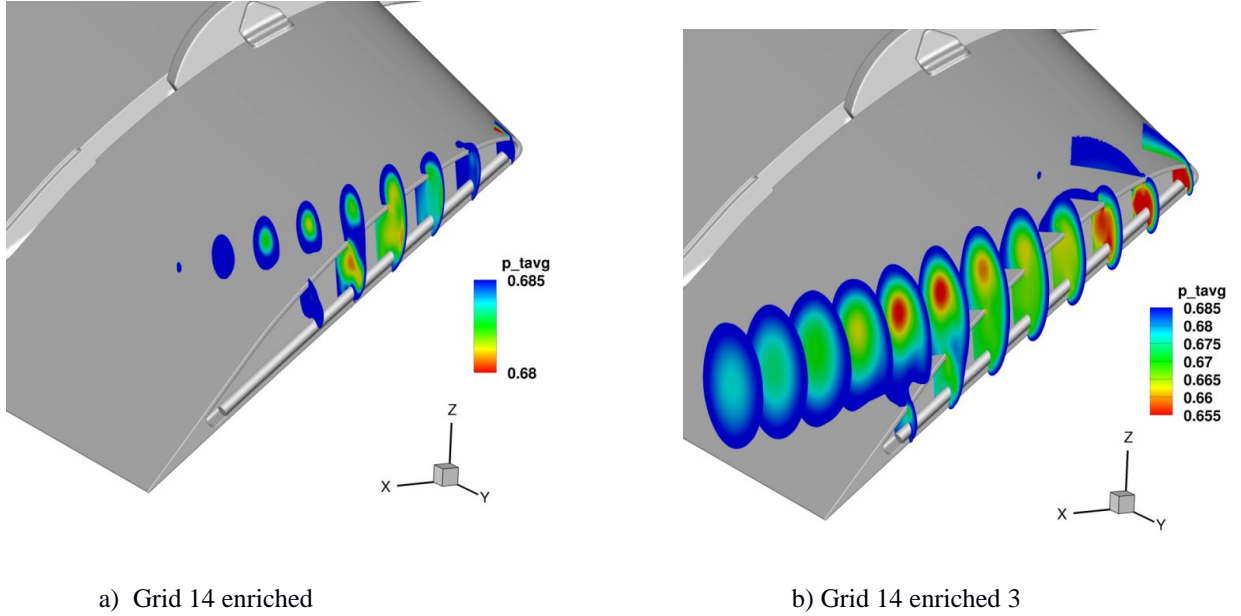 p_tavg
0.685
0.68
Z
X
Y
p_tavg
0.685
0.68
0.675
0.67
0.665
0.66
0.655
Z
X
Y
a) Grid 14 enriched
b) Grid 14 enriched 3